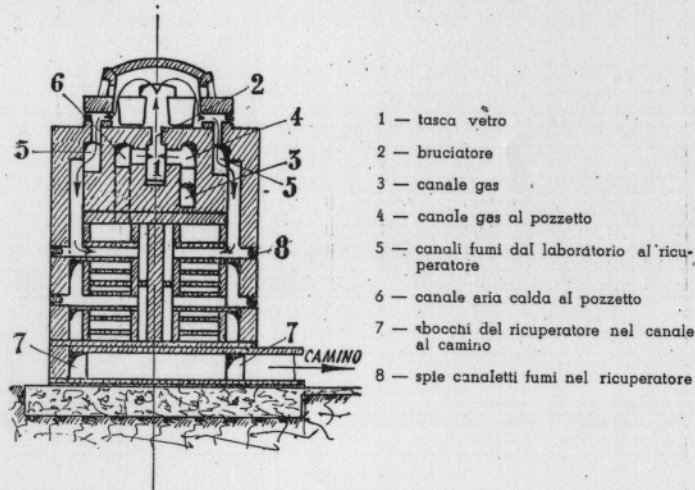 6
2
4
5
3
5
1
8
7
7
CAMINO
1 — tasca vetro
2 — bruciatore
3 — canale gas
4 — canale gas al pozzetto
5 — canali fumi dal laboratorio al ricu-
peratore
6 — canale aria calda al pozzetto
7 — sbocchi del ricuperatore nel canale
al camino
8 — spie canaletti fumi nel ricuperatore